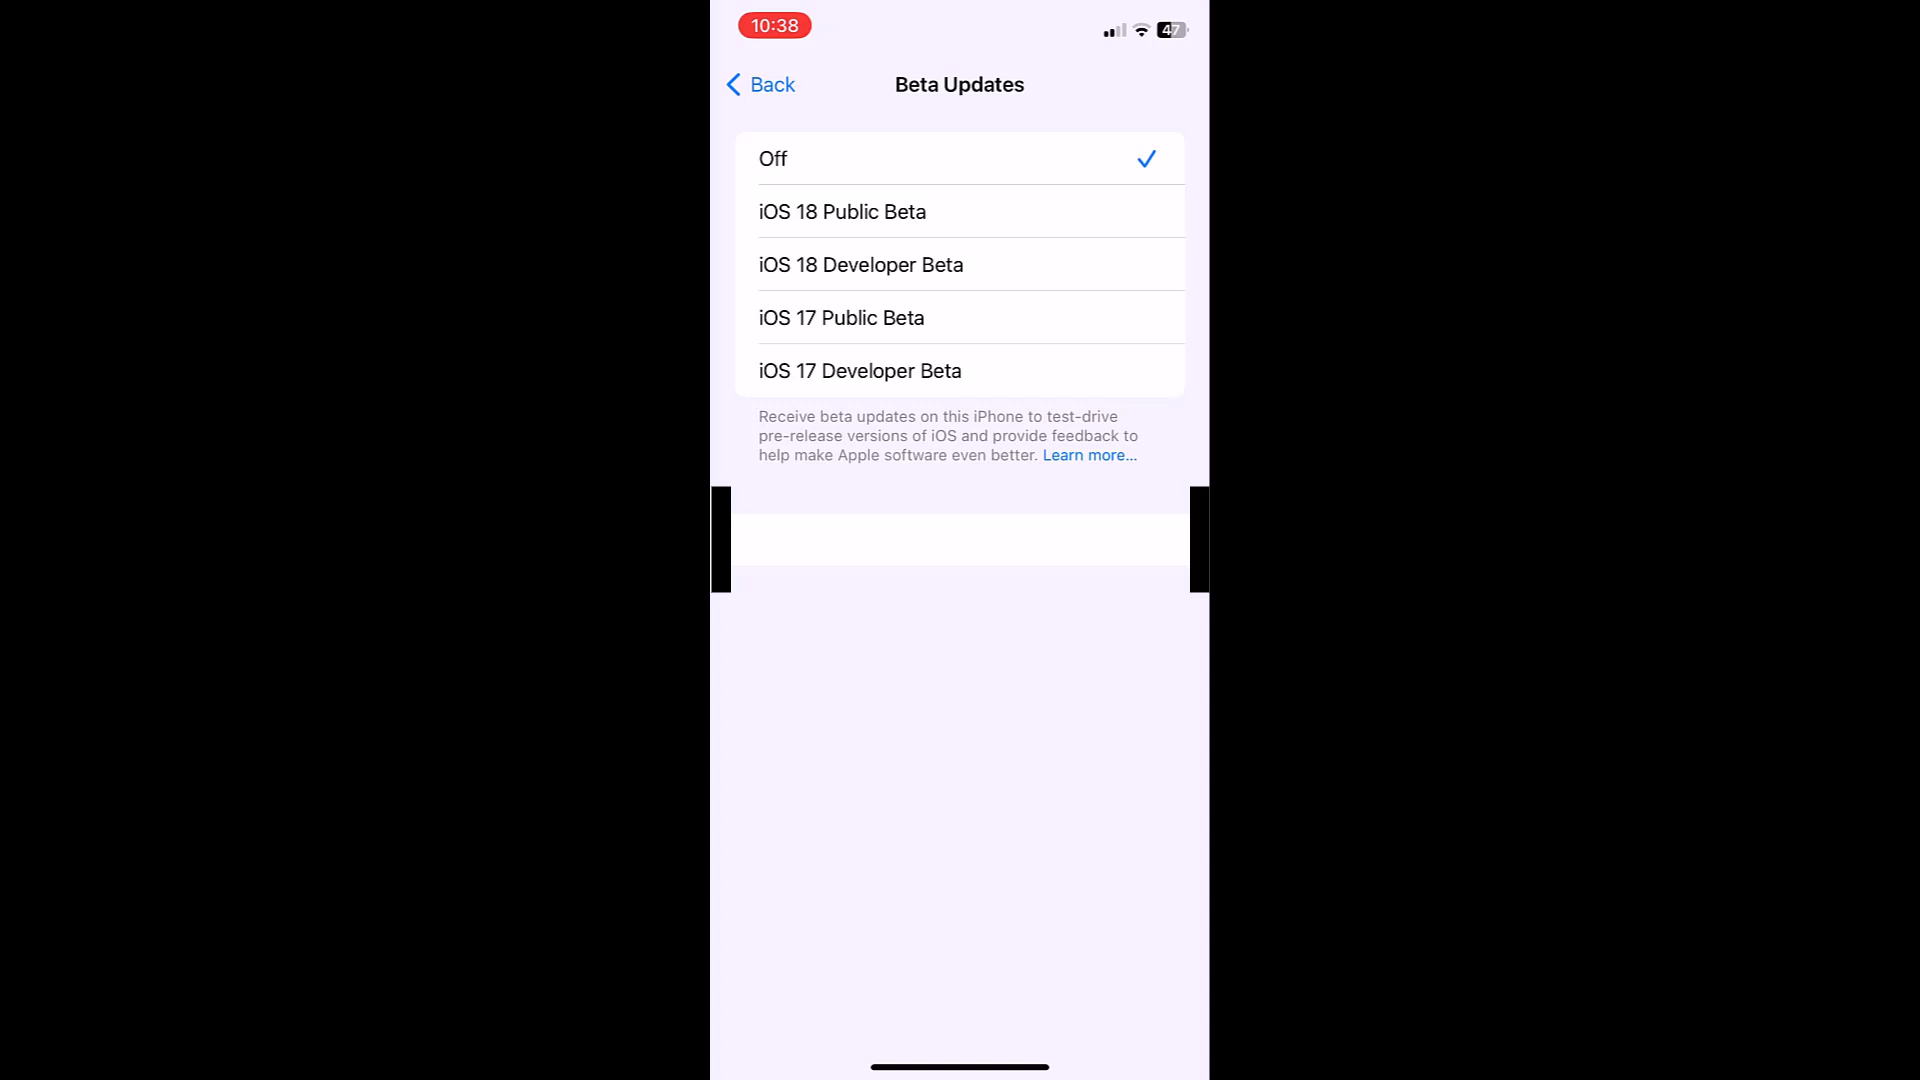 10:38
47
Back
Beta Updates
Off
iOS 18 Public Beta
iOS 18 Developer Beta
iOS 17 Public Beta
iOS 17 Developer Beta
Receive beta updates on this iPhone to test-drive
pre-release versions of iOS and provide feedback to
help make Apple software even better. Learn more...